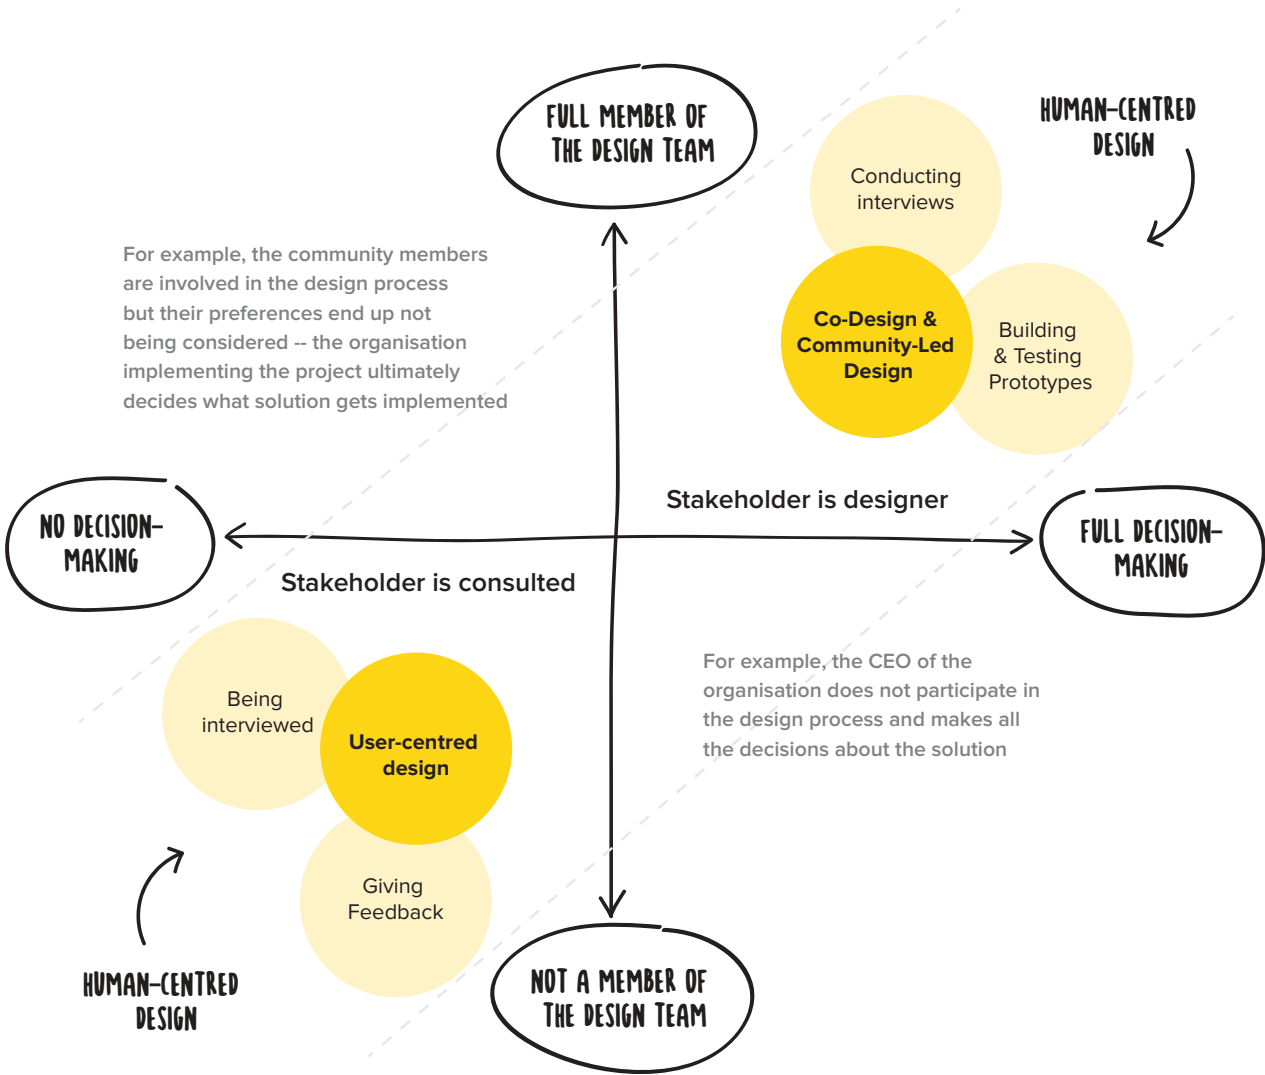 FULL MEMBER OF
THE DESIGN TEAM
HUMAN-CENTRED
DESIGN
Conducting
interviews
For example, the community members
are involved in the design process
but their preferences end up not
being considered -- the organisation
implementing the project ultimately
decides what solution gets implemented
Co-Design &
Community-Led
Design
Building
& Testing
Prototypes
Stakeholder is designer
NO DECISION-
MAKING
FULL DECISION-
MAKING
Stakeholder is consulted
Being
interviewed
User-centred
design
For example, the CEO of the
organisation does not participate in
the design process and makes all
the decisions about the solution
Giving
Feedback
HUMAN-CENTRED
DESIGN
NOT A MEMBER OF
THE DESIGN TEAM